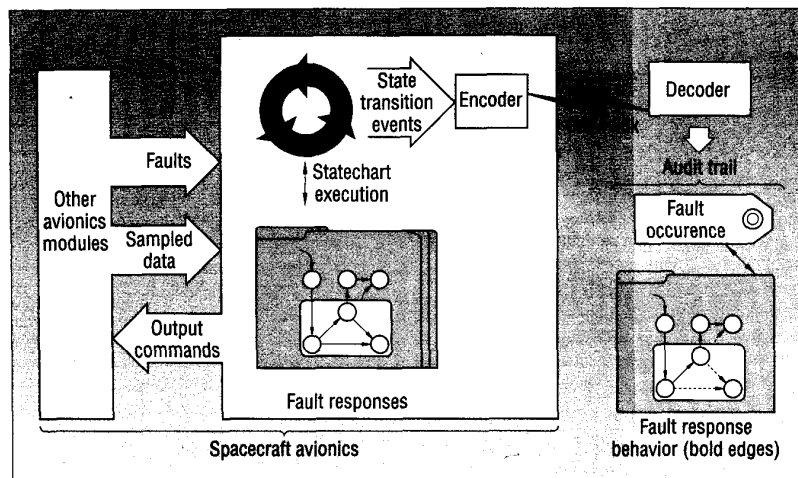 Other
avionics
modules
Faults
Sampled
data
Output
commands
State
transition
events
Encoder
Statechart
execution
Fault responses
Spacecraft avionics
Decoder
Audit trail
Fault
occurence
Fault response
behavior (bold edges)